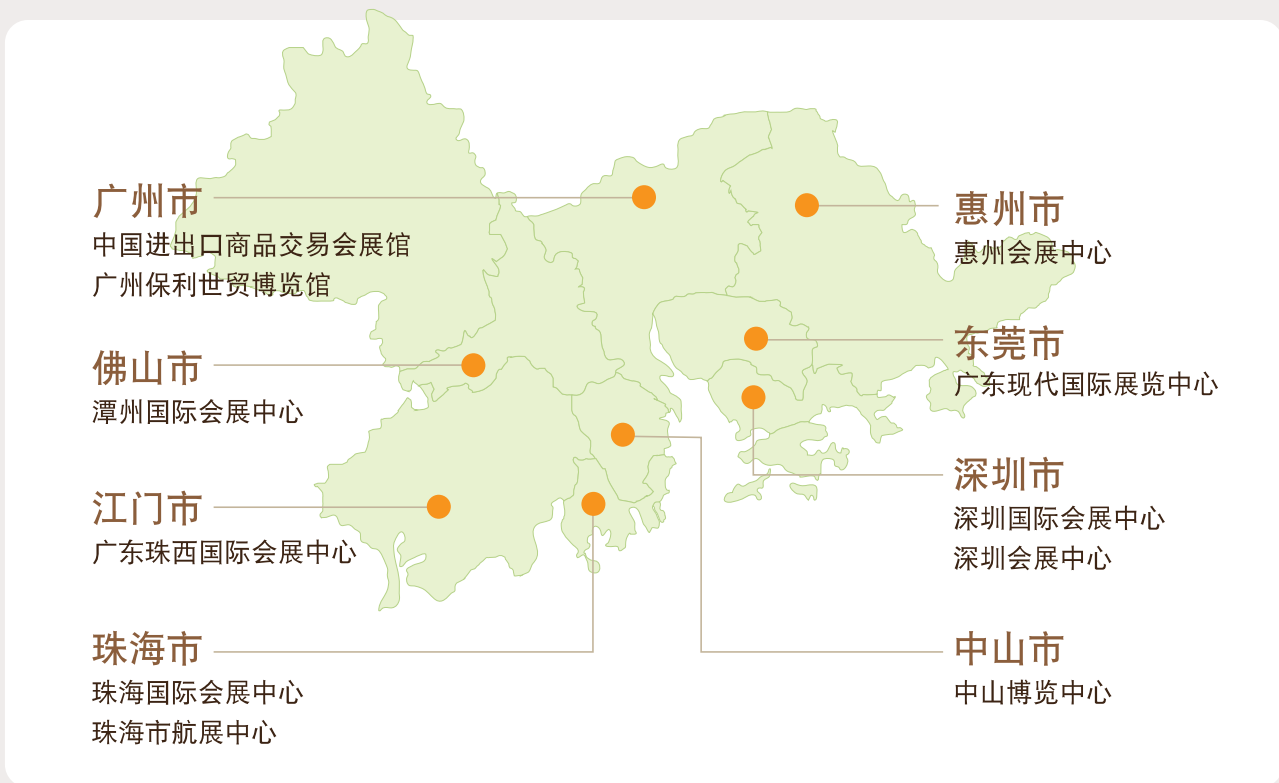 广州市
中国进出口商品交易会展馆
广州保利世贸博览馆
佛山市
潭州国际会展中心
江门市
广东珠西国际会展中心
珠海市
珠海国际会展中心
珠海市航展中心
惠州市
惠州会展中心
东莞市
广东现代国际展览中心
深圳市
深圳国际会展中心
深圳会展中心
中山市
中山博览中心